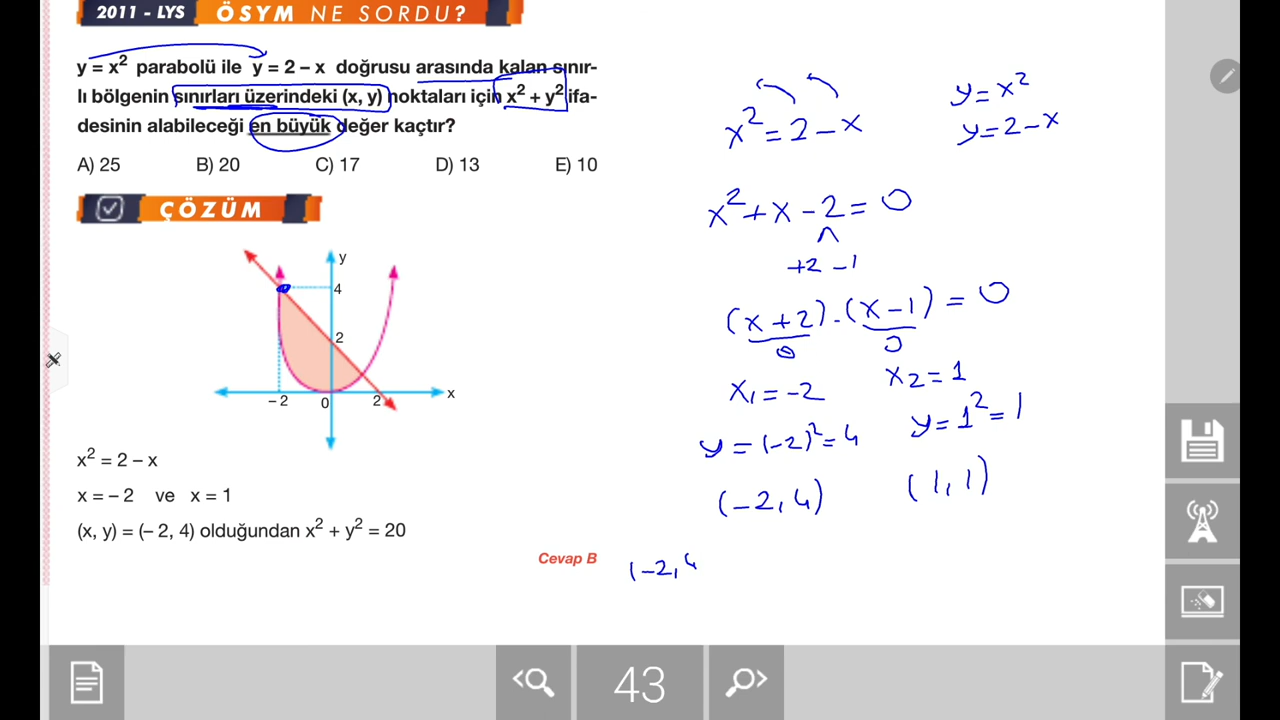 2011 - LYS ÖSYM NE SORDU?
y = x² parabolü ile y = 2 – x doğrusu arasında kalan sınır-
lı bölgenin sınırları üzerindeki (x, y) noktaları için x² + y² ifa-
desinin alabileceği en büyük değer kaçtır?
A) 25 B) 20 C) 17 D) 13 E) 10
ÇÖZÜM
y
4
2
– 2 0 2 x
x² = 2 – x
x = – 2 ve x = 1
(x, y) = (– 2, 4) olduğundan x² + y² = 20
Cevap B
y = x²
x² = 2 – x
y = 2 – x
x² + x – 2 = 0
+2 –1
(x + 2) . (x – 1) = 0
0 0
x₁ = –2 x₂ = 1
y = (–2)² = 4 y = 1² = 1
(–2, 4) (1, 1)
(–2, 4
43